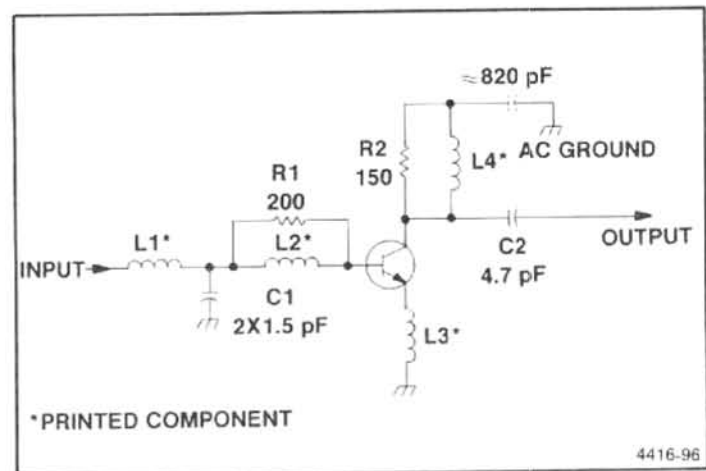 ≈820 pF
R2
150
L4*
AC GROUND
R1
200
L1*
L2*
INPUT
C2
4.7 pF
OUTPUT
C1
2X1.5 pF
L3*
*PRINTED COMPONENT
4416-96